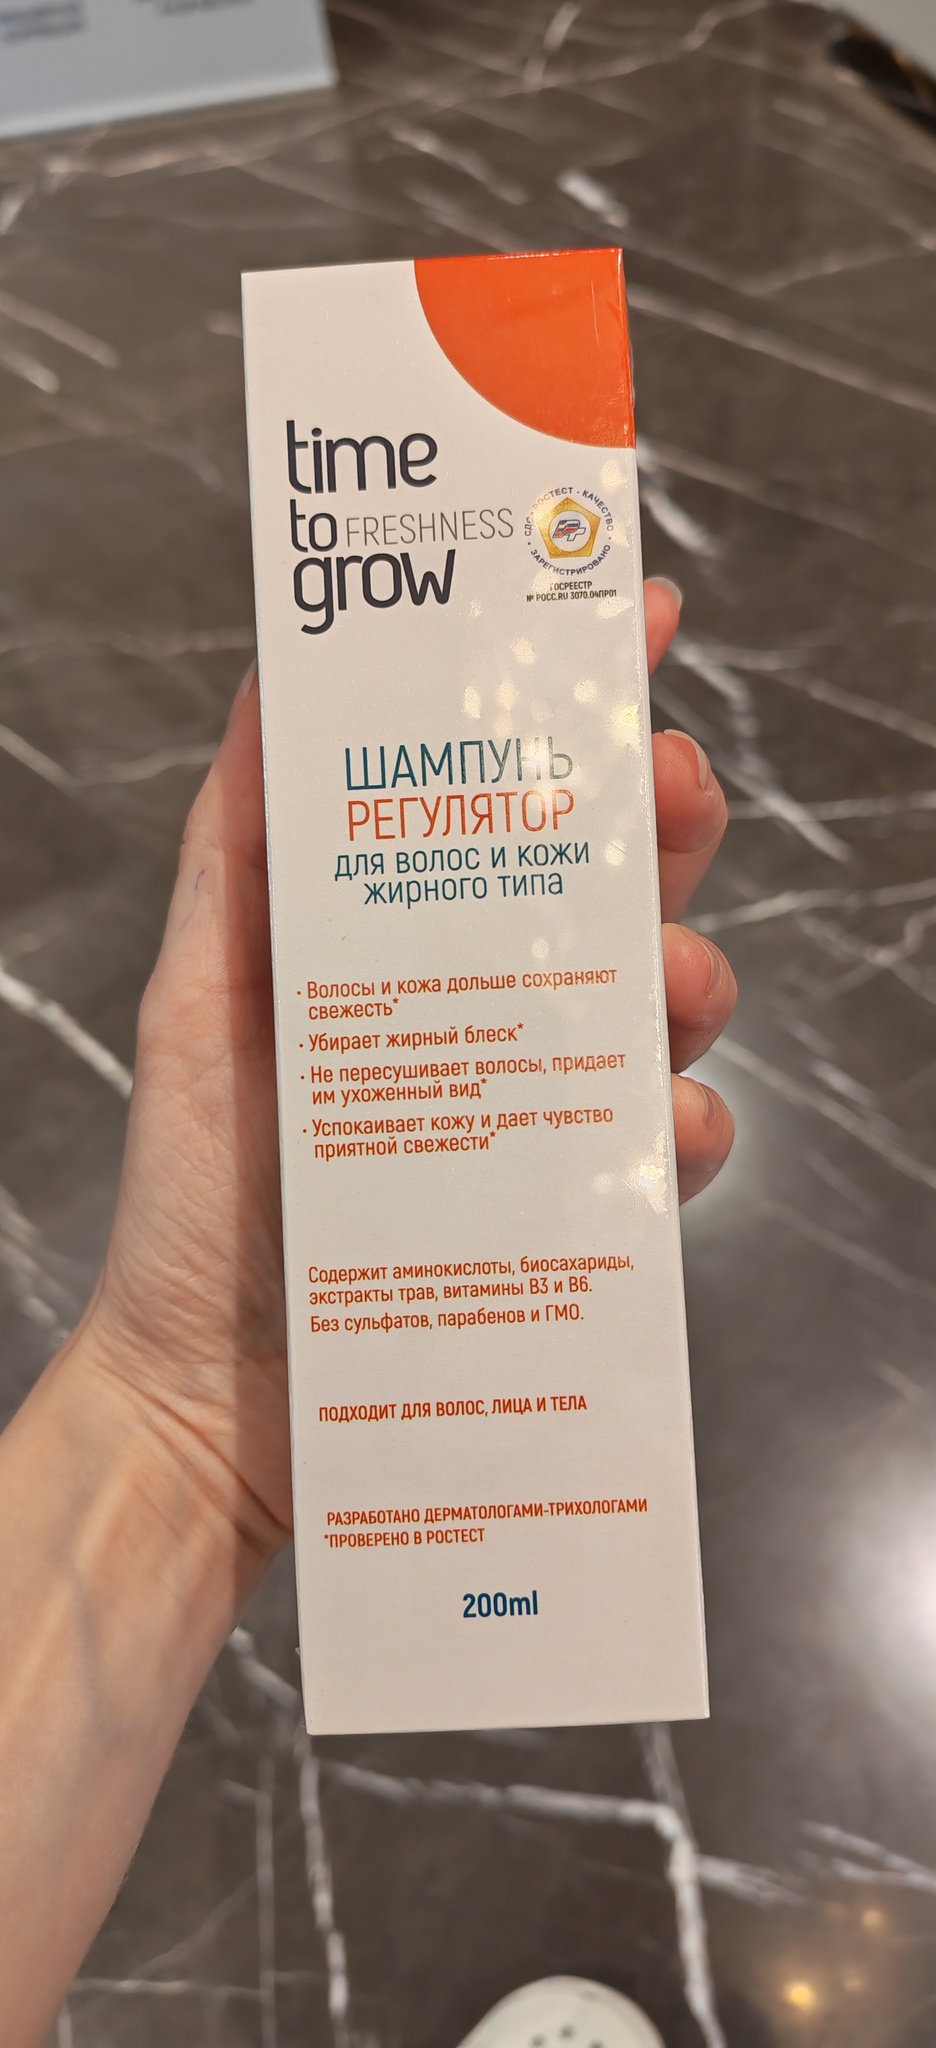 time
to FRESHNESS
grow
СДС • РОСТЕСТ - КАЧЕСТВО •
ЗАРЕГИСТРИРОВАНО
ГОСРЕЕСТР
№ РОСС.RU 3070.04ПР01
ШАМПУНЬ
РЕГУЛЯТОР
ДЛЯ ВОЛОС И КОЖИ
ЖИРНОГО ТИПА
• Волосы и кожа дольше сохраняют
свежесть*
• Убирает жирный блеск*
• Не пересушивает волосы, придает
им ухоженный вид*
• Успокаивает кожу и дает чувство
приятной свежести*
Содержит аминокислоты, биосахариды,
экстракты трав, витамины B3 и B6.
Без сульфатов, парабенов и ГМО.
ПОДХОДИТ ДЛЯ ВОЛОС, ЛИЦА И ТЕЛА
РАЗРАБОТАНО ДЕРМАТОЛОГАМИ-ТРИХОЛОГАМИ
*ПРОВЕРЕНО В РОСТЕСТ
200ml